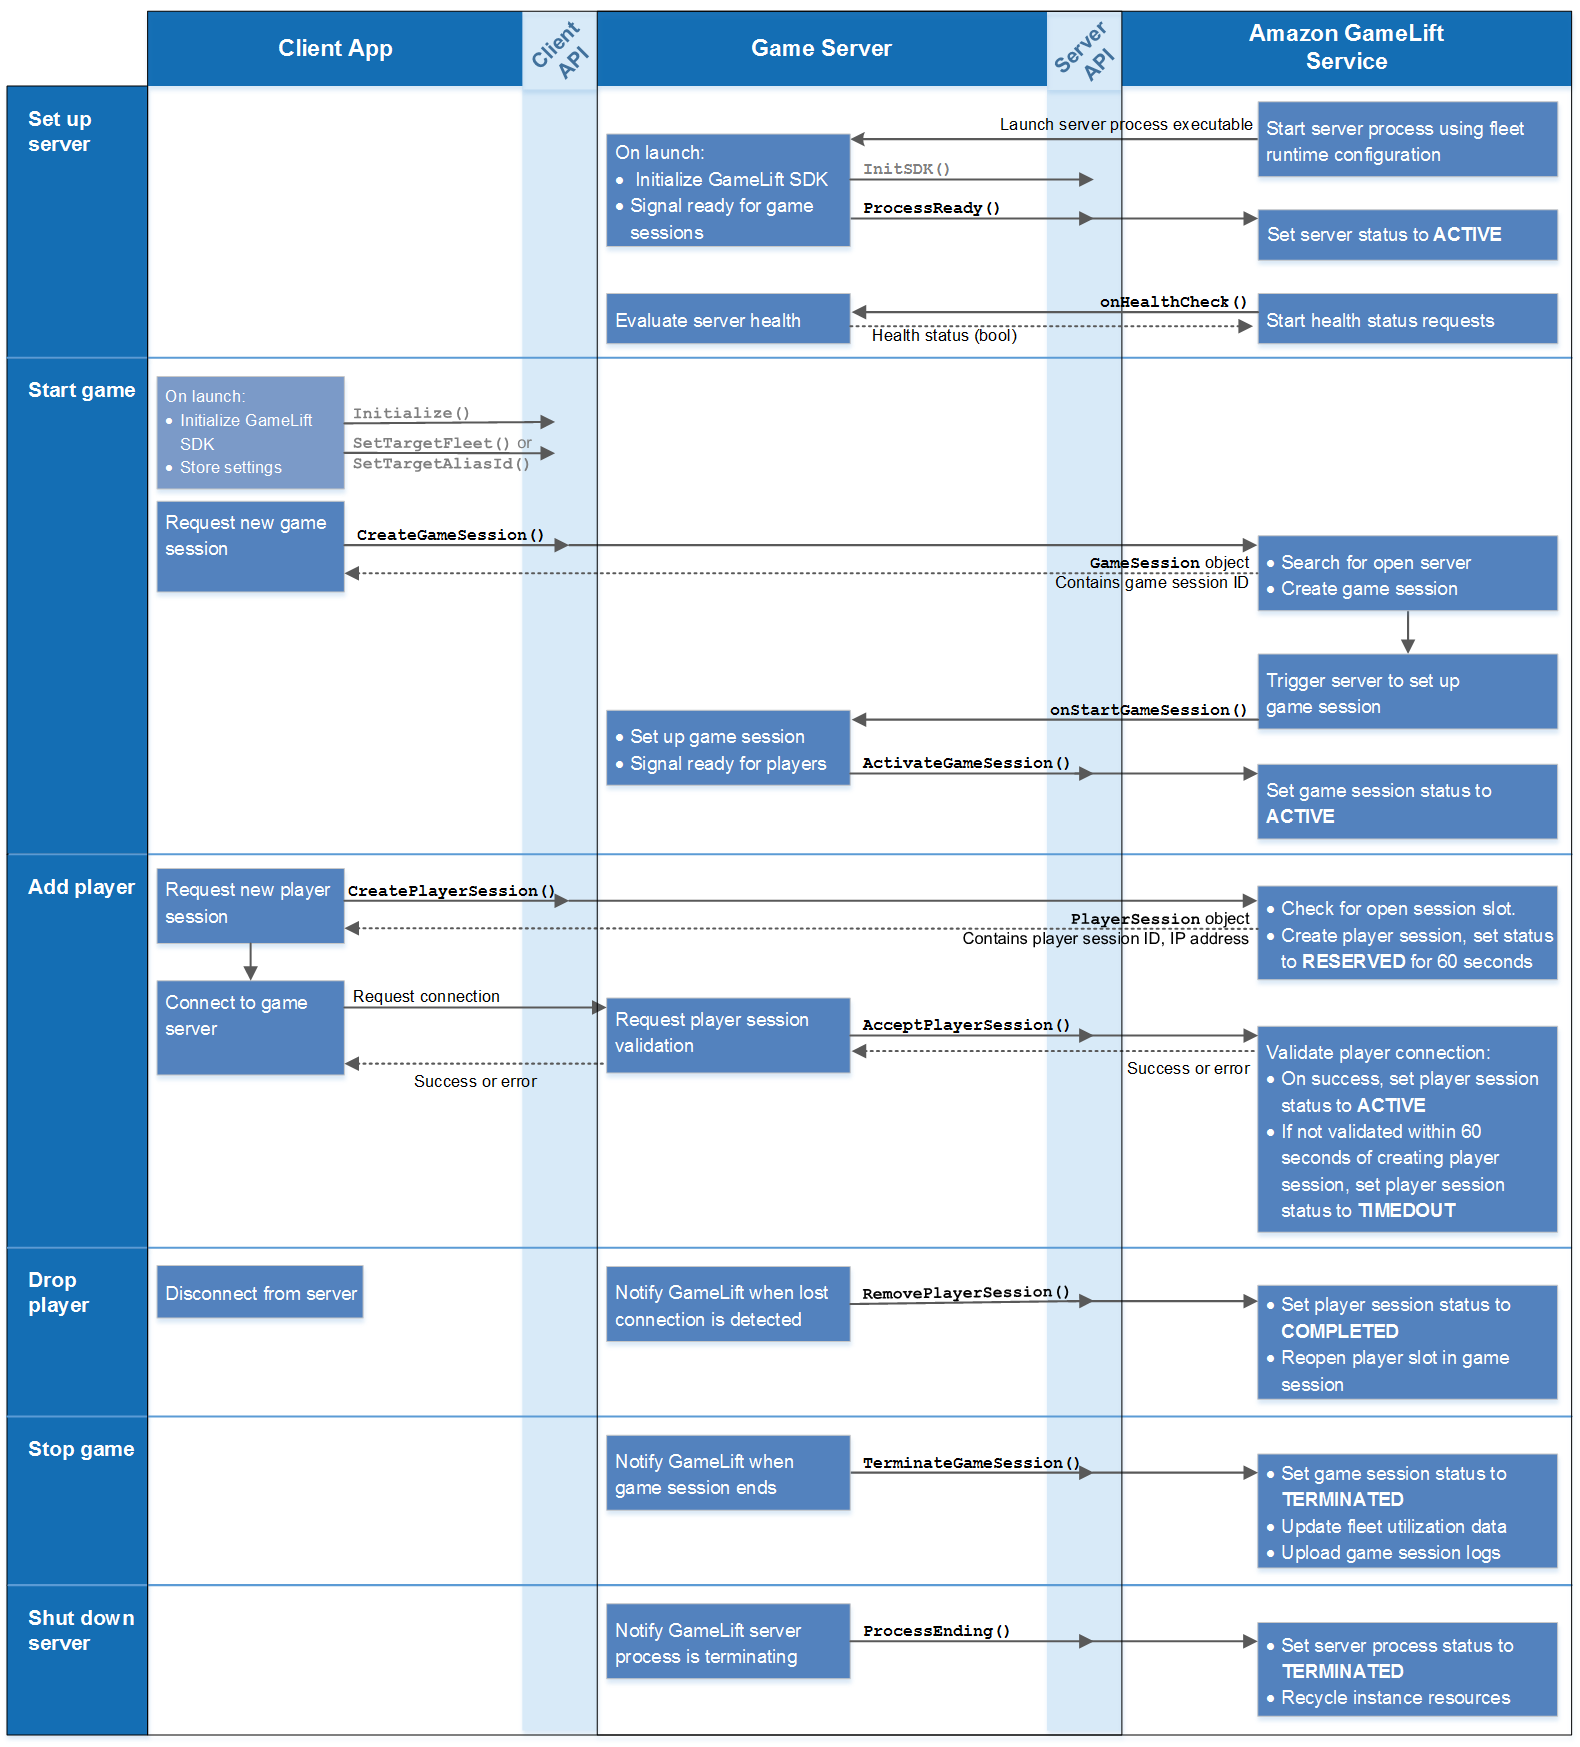 Client App
Client
API
Game Server
Server
API
Amazon GameLift
Service
Set up
server
Launch server process executable
Start server process using fleet
runtime configuration
On launch:
• Initialize GameLift SDK
• Signal ready for game
sessions
InitSDK()
ProcessReady()
Set server status to ACTIVE
onHealthCheck()
Evaluate server health
Start health status requests
Health status (bool)
Start game
On launch:
• Initialize GameLift
SDK
• Store settings
Initialize()
SetTargetFleet() or
SetTargetAliasId()
Request new game
session
CreateGameSession()
GameSession object
Contains game session ID
• Search for open server
• Create game session
Trigger server to set up
game session
onStartGameSession()
• Set up game session
• Signal ready for players
ActivateGameSession()
Set game session status to
ACTIVE
Add player
Request new player
session
CreatePlayerSession()
PlayerSession object
Contains player session ID, IP address
• Check for open session slot.
• Create player session, set status
to RESERVED for 60 seconds
Connect to game
server
Request connection
Request player session
validation
AcceptPlayerSession()
Success or error
Success or error
Validate player connection:
• On success, set player session
status to ACTIVE
• If not validated within 60
seconds of creating player
session, set player session
status to TIMEDOUT
Drop
player
Disconnect from server
Notify GameLift when lost
connection is detected
RemovePlayerSession()
• Set player session status to
COMPLETED
• Reopen player slot in game
session
Stop game
Notify GameLift when
game session ends
TerminateGameSession()
• Set game session status to
TERMINATED
• Update fleet utilization data
• Upload game session logs
Shut down
server
Notify GameLift server
process is terminating
ProcessEnding()
• Set server process status to
TERMINATED
• Recycle instance resources